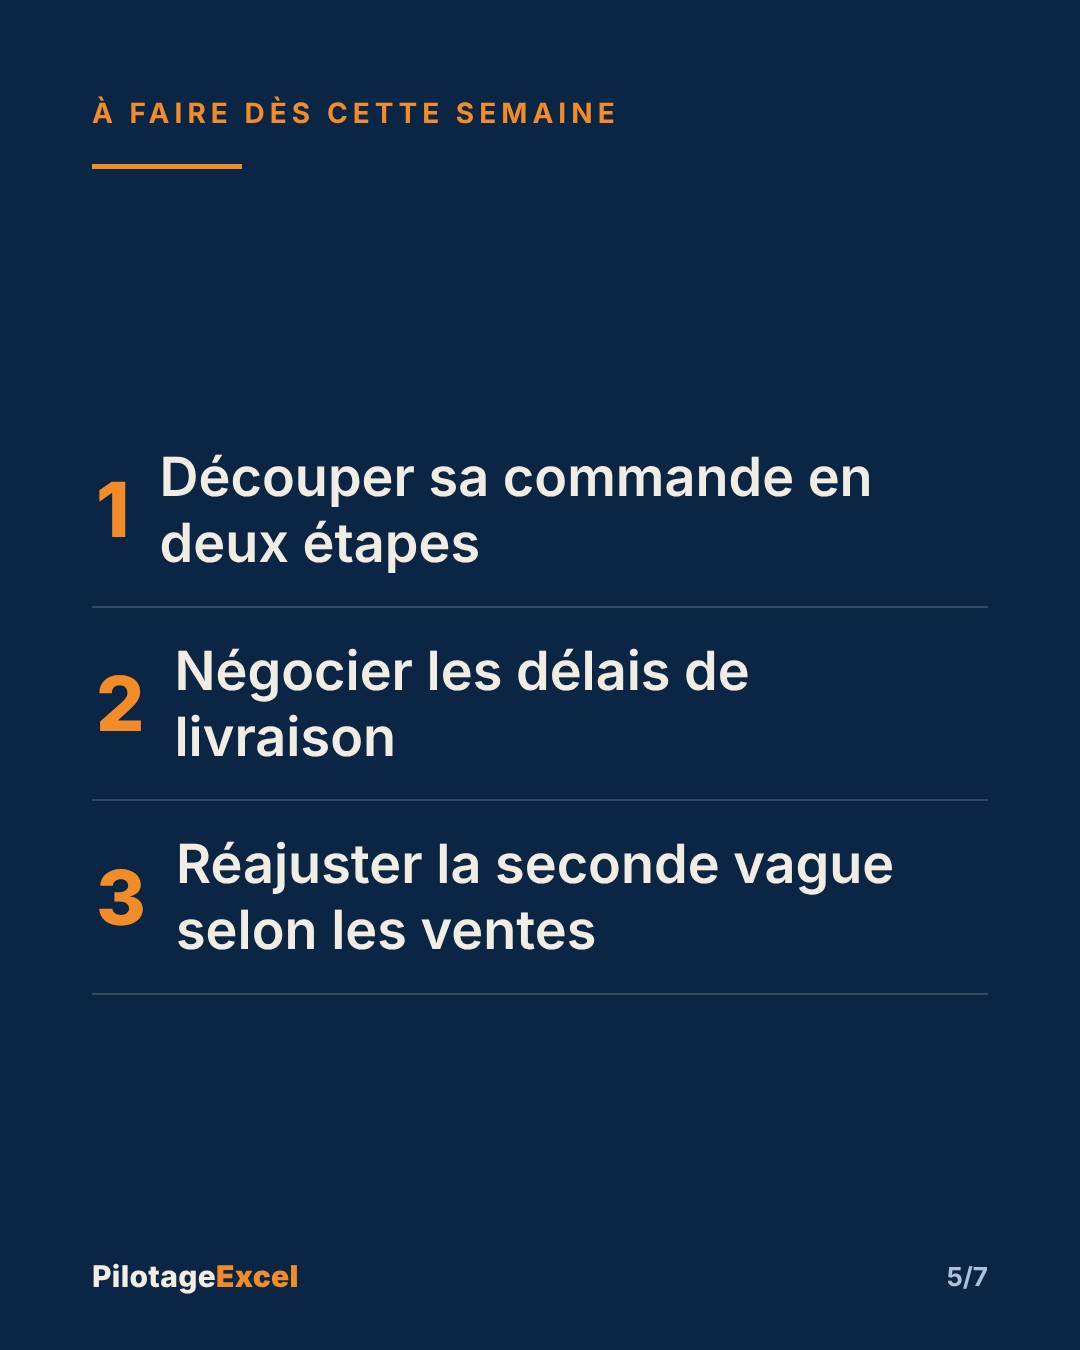 À FAIRE DÈS CETTE SEMAINE
1 Découper sa commande en
deux étapes
2 Négocier les délais de
livraison
3 Réajuster la seconde vague
selon les ventes
PilotageExcel
5/7